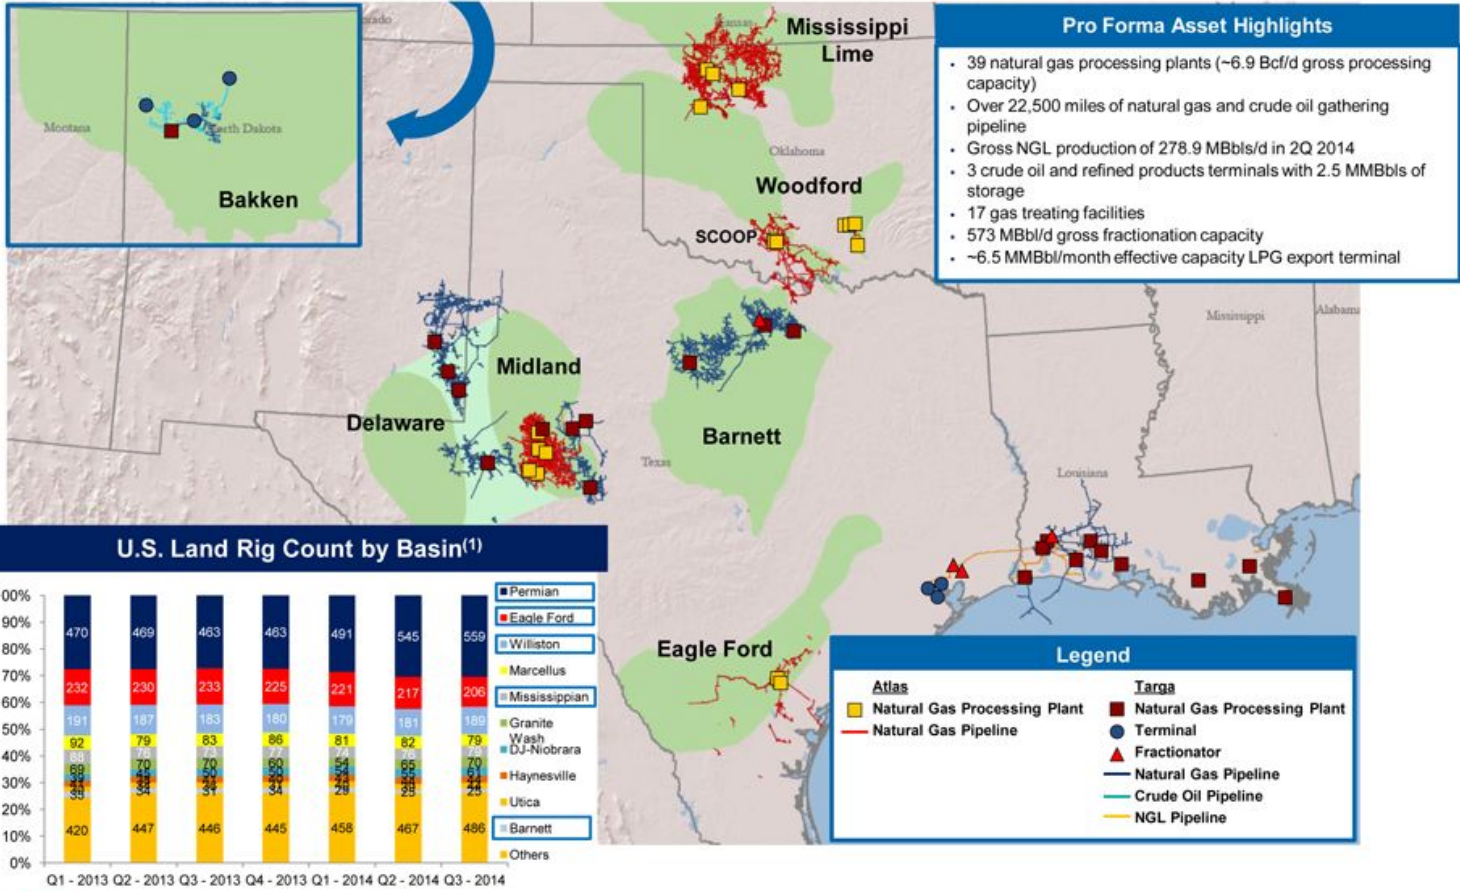 Colorado
Kansas
Mississippi
Lime
Montana
North Dakota
Bakken
Oklahoma
Woodford
SCOOP
Pro Forma Asset Highlights
• 39 natural gas processing plants (~6.9 Bcf/d gross processing
capacity)
• Over 22,500 miles of natural gas and crude oil gathering
pipeline
• Gross NGL production of 278.9 MBbls/d in 2Q 2014
• 3 crude oil and refined products terminals with 2.5 MMBbls of
storage
• 17 gas treating facilities
• 573 MBbl/d gross fractionation capacity
• ~6.5 MMBbl/month effective capacity LPG export terminal
Mississippi
Alabama
Midland
Delaware
Barnett
Texas
Louisiana
Eagle Ford
U.S. Land Rig Count by Basin(1)
00%
90%
80%
70%
60%
50%
40%
30%
20%
10%
0%
470 469 463 463 491 545 559
232 230 233 225 221 217 206
191 187 183 180 179 181 189
92 79 83 86 81 82 79
69 70 70 60 54 65 70
420 447 446 445 458 467 486
Q1 - 2013 Q2 - 2013 Q3 - 2013 Q4 - 2013 Q1 - 2014 Q2 - 2014 Q3 - 2014
Permian
Eagle Ford
Williston
Marcellus
Mississippian
Granite
Wash
DJ-Niobrara
Haynesville
Utica
Barnett
Others
Legend
Atlas
Natural Gas Processing Plant
Natural Gas Pipeline
Targa
Natural Gas Processing Plant
Terminal
Fractionator
Natural Gas Pipeline
Crude Oil Pipeline
NGL Pipeline